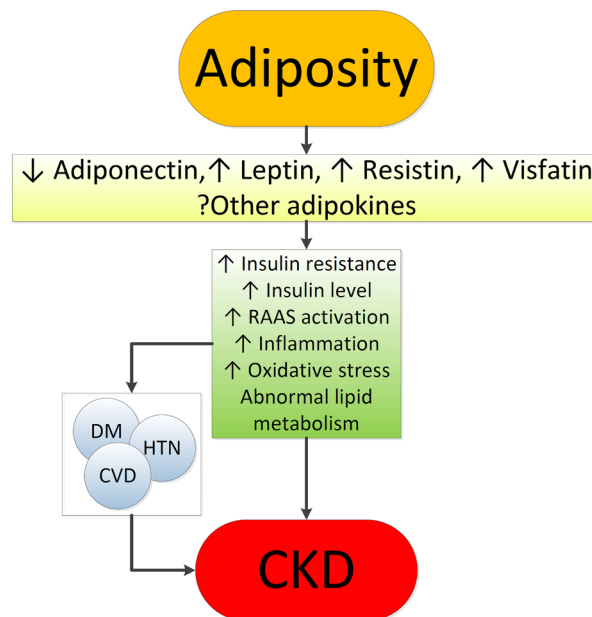 Adiposity
↓ Adiponectin,↑ Leptin, ↑ Resistin, ↑ Visfatin
?Other adipokines
↑ Insulin resistance
↑ Insulin level
↑ RAAS activation
↑ Inflammation
↑ Oxidative stress
Abnormal lipid
metabolism
DM
HTN
CVD
CKD